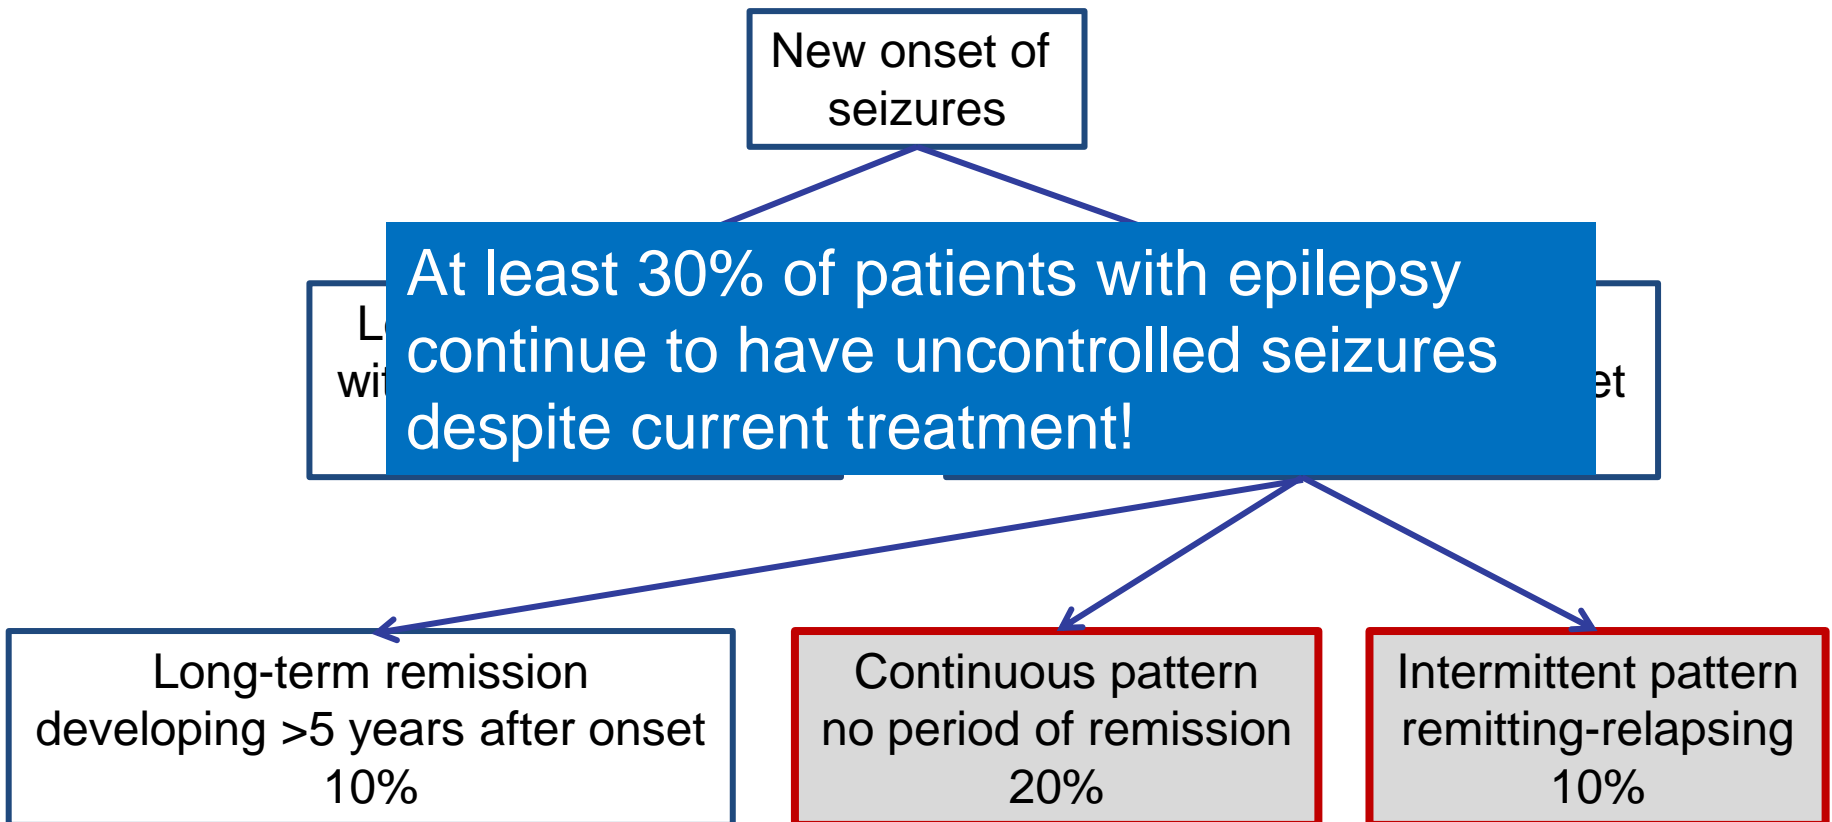 New onset of
seizures
At least 30% of patients with epilepsy
continue to have uncontrolled seizures
despite current treatment!
Long-term remission
developing >5 years after onset
10%
Continuous pattern
no period of remission
20%
Intermittent pattern
remitting-relapsing
10%